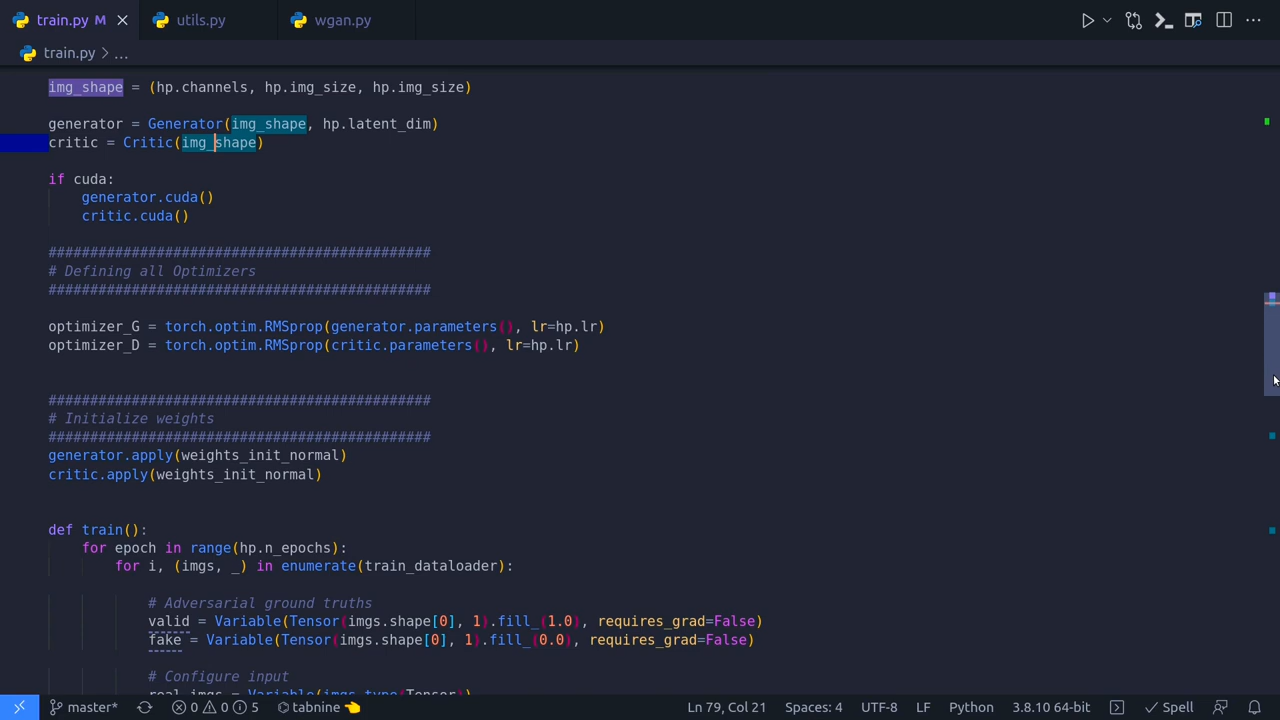 train.py M
utils.py
wgan.py
train.py > ...
img_shape = (hp.channels, hp.img_size, hp.img_size)
generator = Generator(img_shape, hp.latent_dim)
critic = Critic(img_shape)
if cuda:
generator.cuda()
critic.cuda()
##############################################
# Defining all Optimizers
##############################################
optimizer_G = torch.optim.RMSprop(generator.parameters(), lr=hp.lr)
optimizer_D = torch.optim.RMSprop(critic.parameters(), lr=hp.lr)
##############################################
# Initialize weights
##############################################
generator.apply(weights_init_normal)
critic.apply(weights_init_normal)
def train():
for epoch in range(hp.n_epochs):
for i, (imgs, _) in enumerate(train_dataloader):
# Adversarial ground truths
valid = Variable(Tensor(imgs.shape[0], 1).fill_(1.0), requires_grad=False)
fake = Variable(Tensor(imgs.shape[0], 1).fill_(0.0), requires_grad=False)
# Configure input
real_imgs = Variable(imgs.type(Tensor))
master* 0 0 5 tabnine Ln 79, Col 21 Spaces: 4 UTF-8 LF Python 3.8.10 64-bit Spell